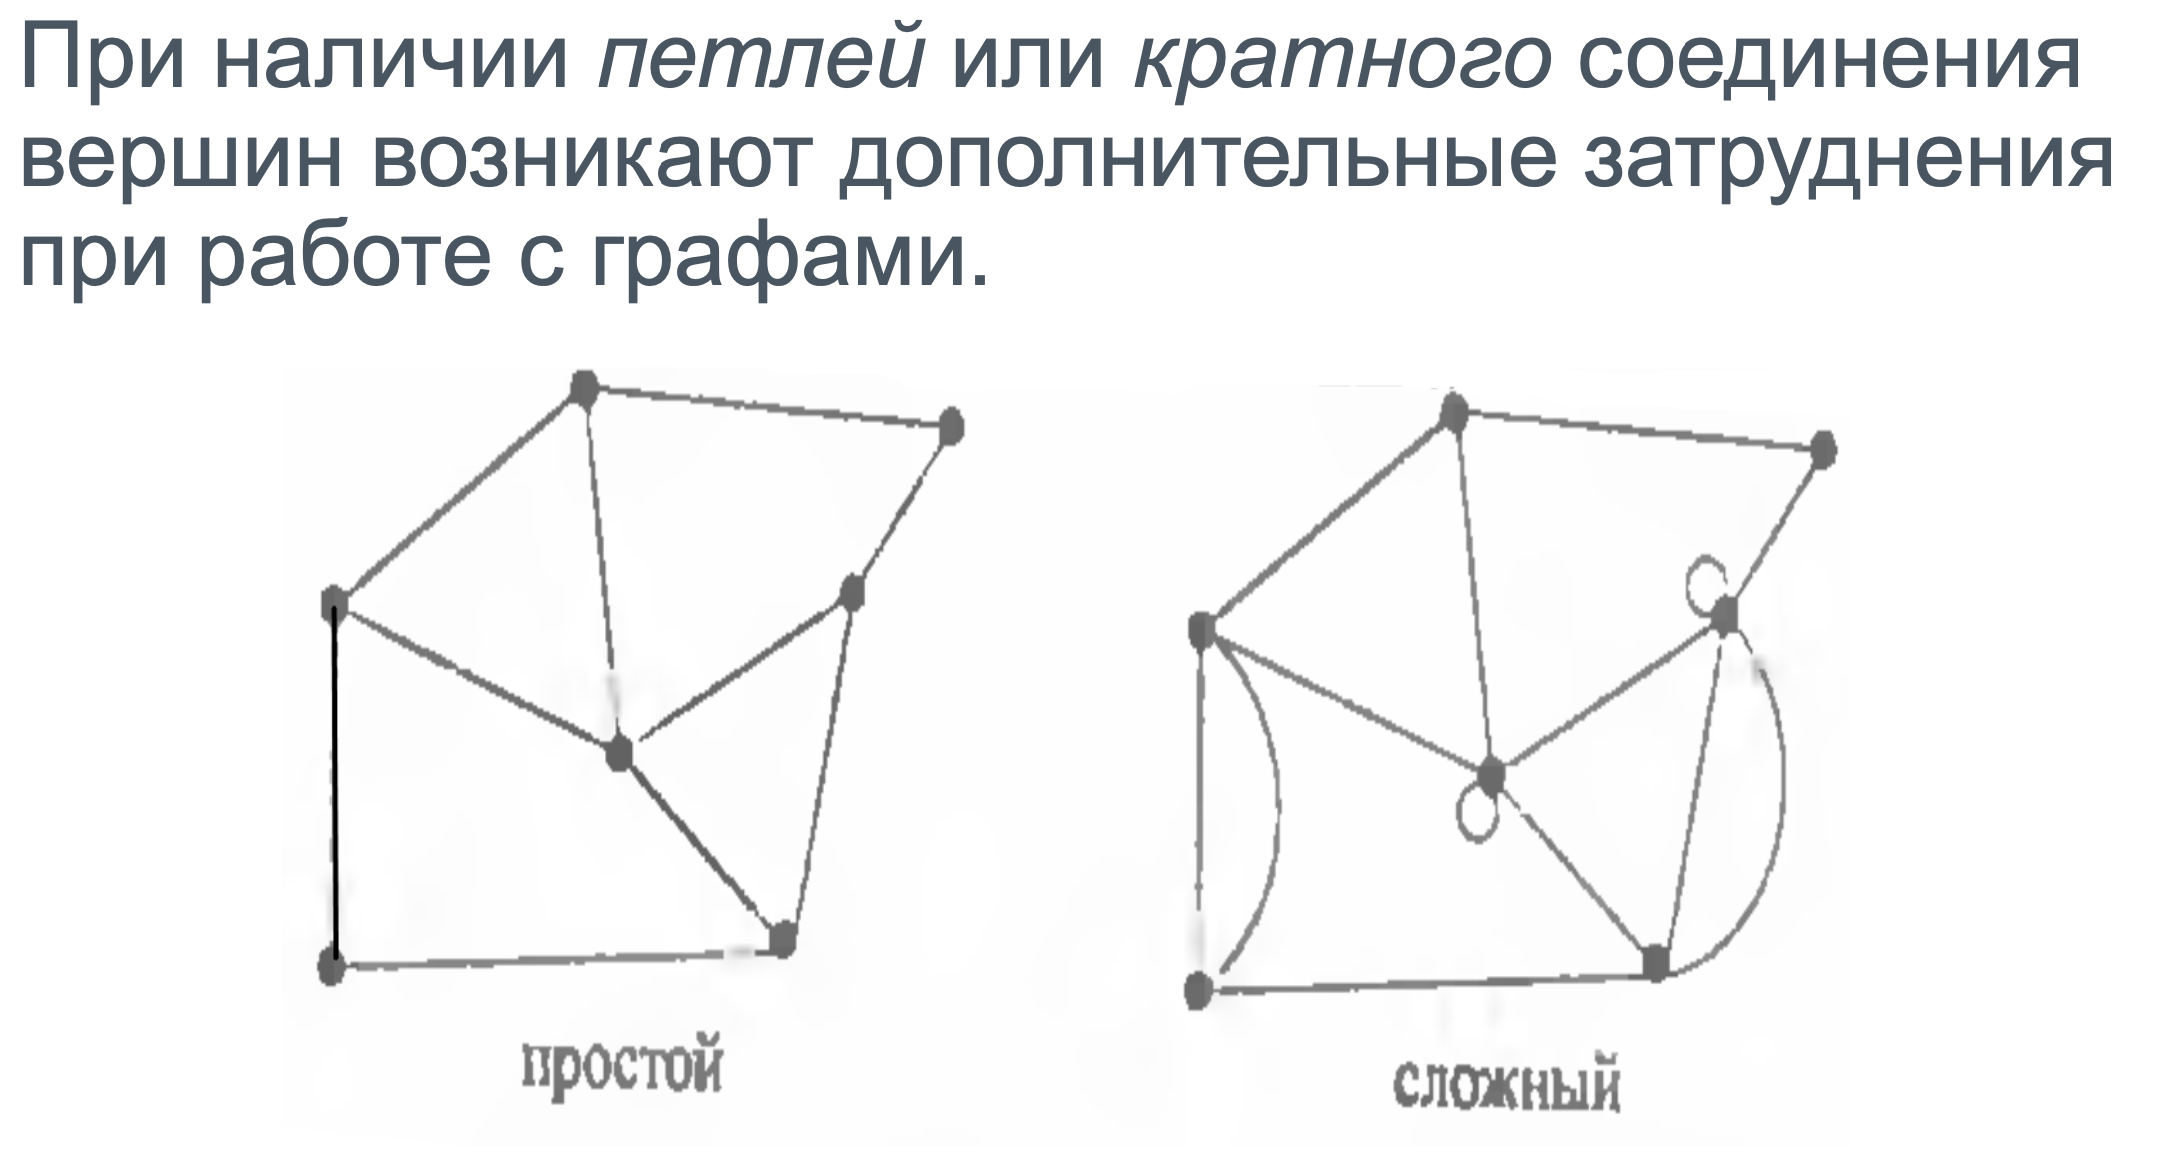 При наличии петлей или кратного соединения
вершин возникают дополнительные затруднения
при работе с графами.
простой
сложный